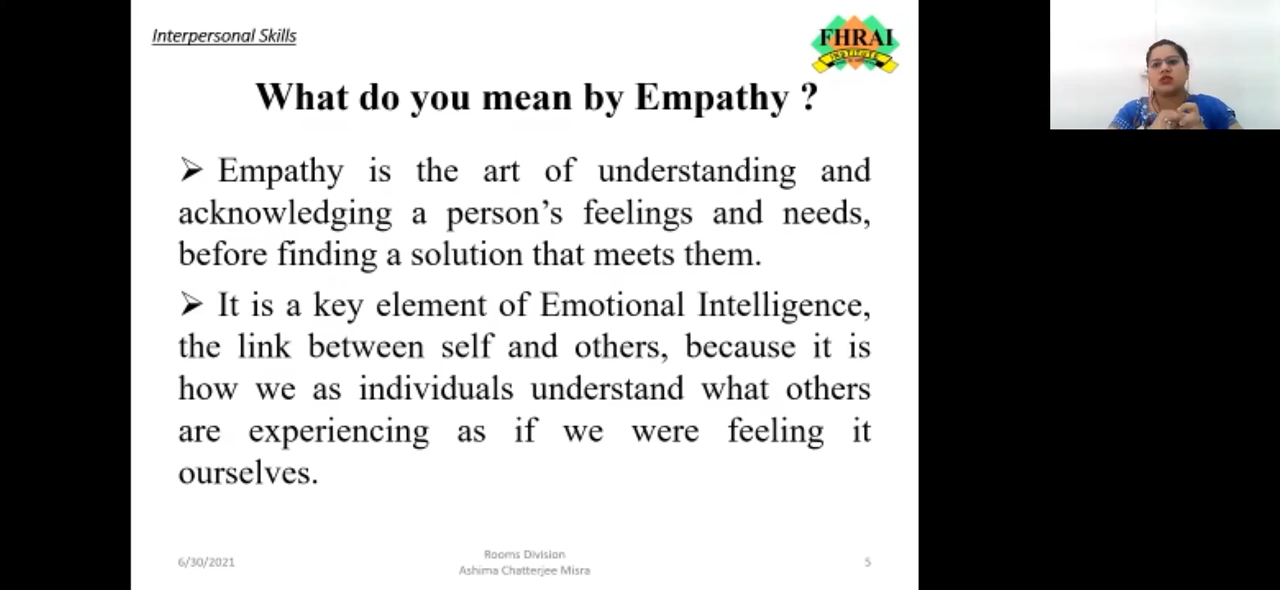 Interpersonal Skills
FHRAI
What do you mean by Empathy ?
➢ Empathy is the art of understanding and
acknowledging a person’s feelings and needs,
before finding a solution that meets them.
➢ It is a key element of Emotional Intelligence,
the link between self and others, because it is
how we as individuals understand what others
are experiencing as if we were feeling it
ourselves.
6/30/2021
Rooms Division
Ashima Chatterjee Misra
5